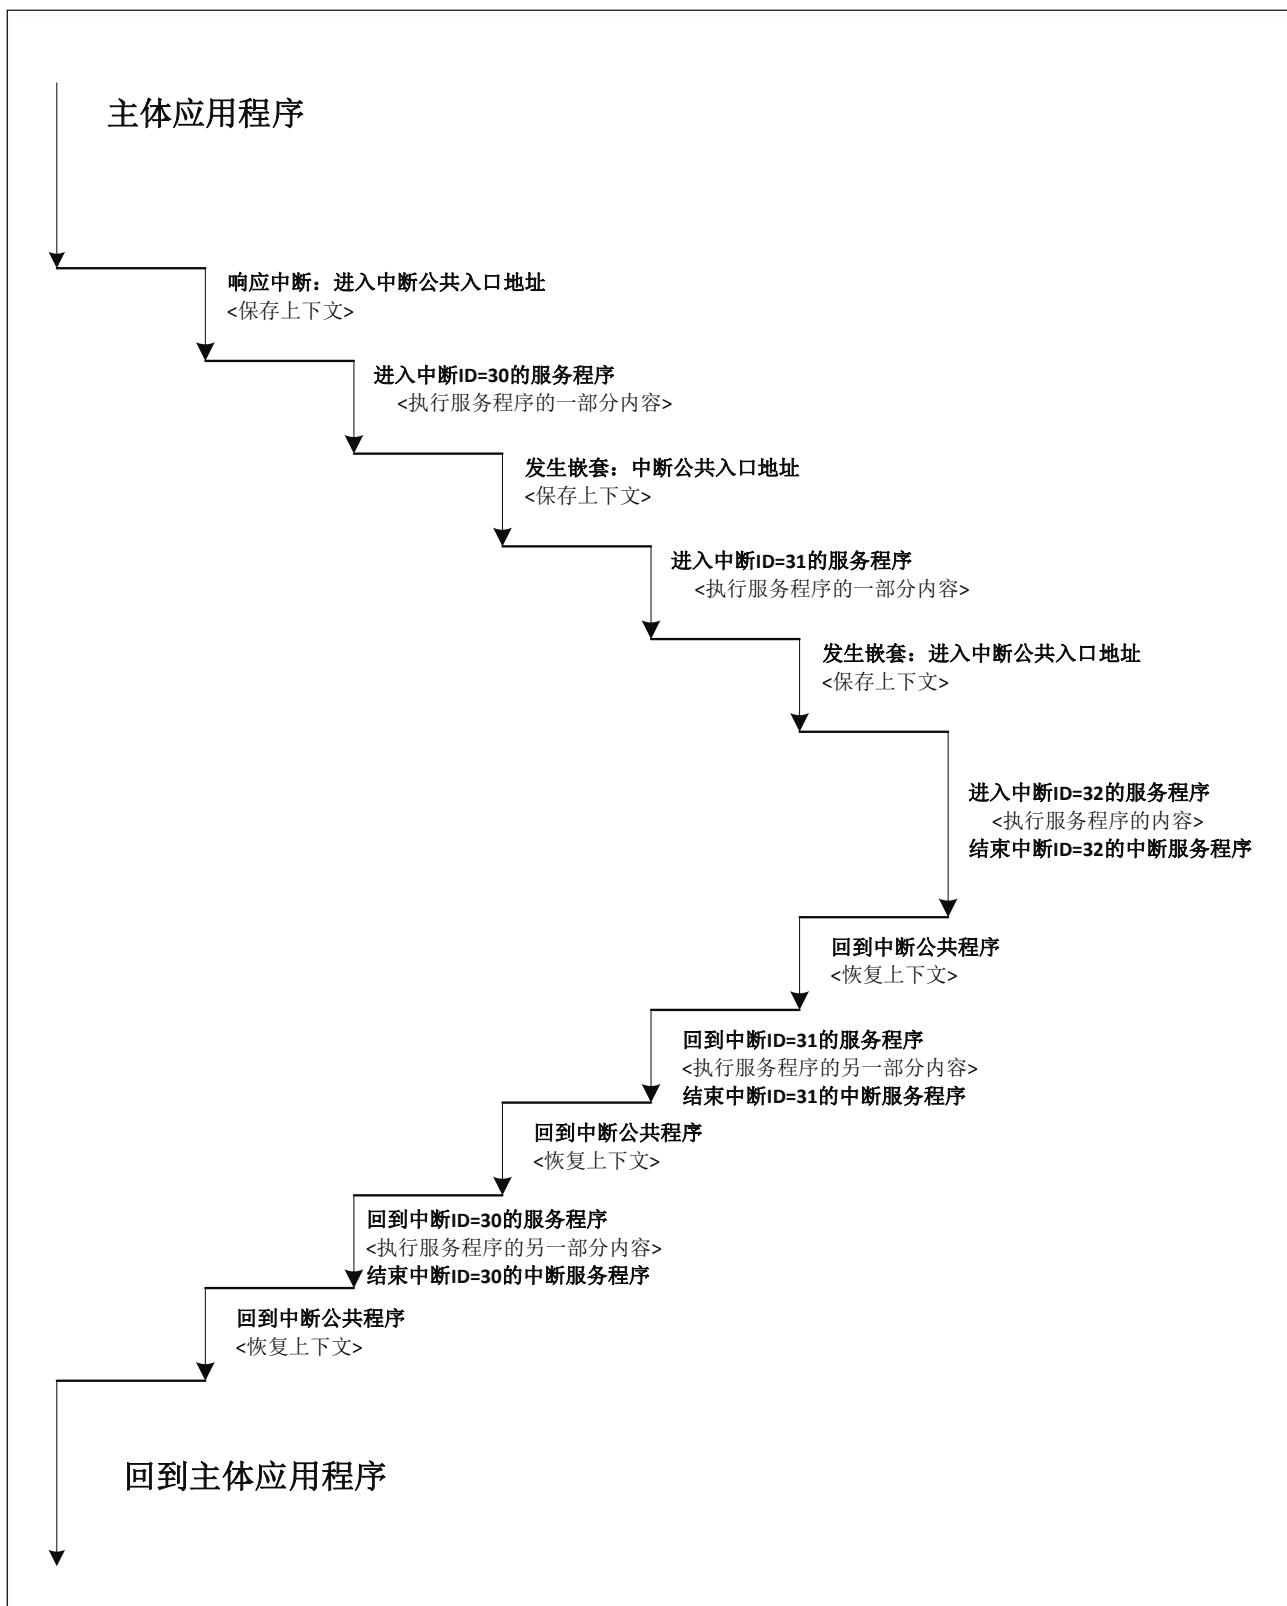 主体应用程序
响应中断：进入中断公共入口地址
<保存上下文>
进入中断ID=30的服务程序
<执行服务程序的一部分内容>
发生嵌套：中断公共入口地址
<保存上下文>
进入中断ID=31的服务程序
<执行服务程序的一部分内容>
发生嵌套：进入中断公共入口地址
<保存上下文>
进入中断ID=32的服务程序
<执行服务程序的内容>
结束中断ID=32的中断服务程序
回到中断公共程序
<恢复上下文>
回到中断ID=31的服务程序
<执行服务程序的另一部分内容>
结束中断ID=31的中断服务程序
回到中断公共程序
<恢复上下文>
回到中断ID=30的服务程序
<执行服务程序的另一部分内容>
结束中断ID=30的中断服务程序
回到中断公共程序
<恢复上下文>
回到主体应用程序